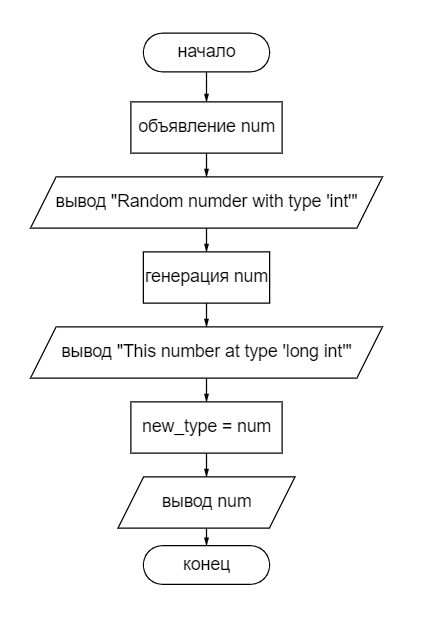 начало
объявление num
вывод "Random numder with type 'int'"
генерация num
вывод "This number at type 'long int'"
new_type = num
вывод num
конец